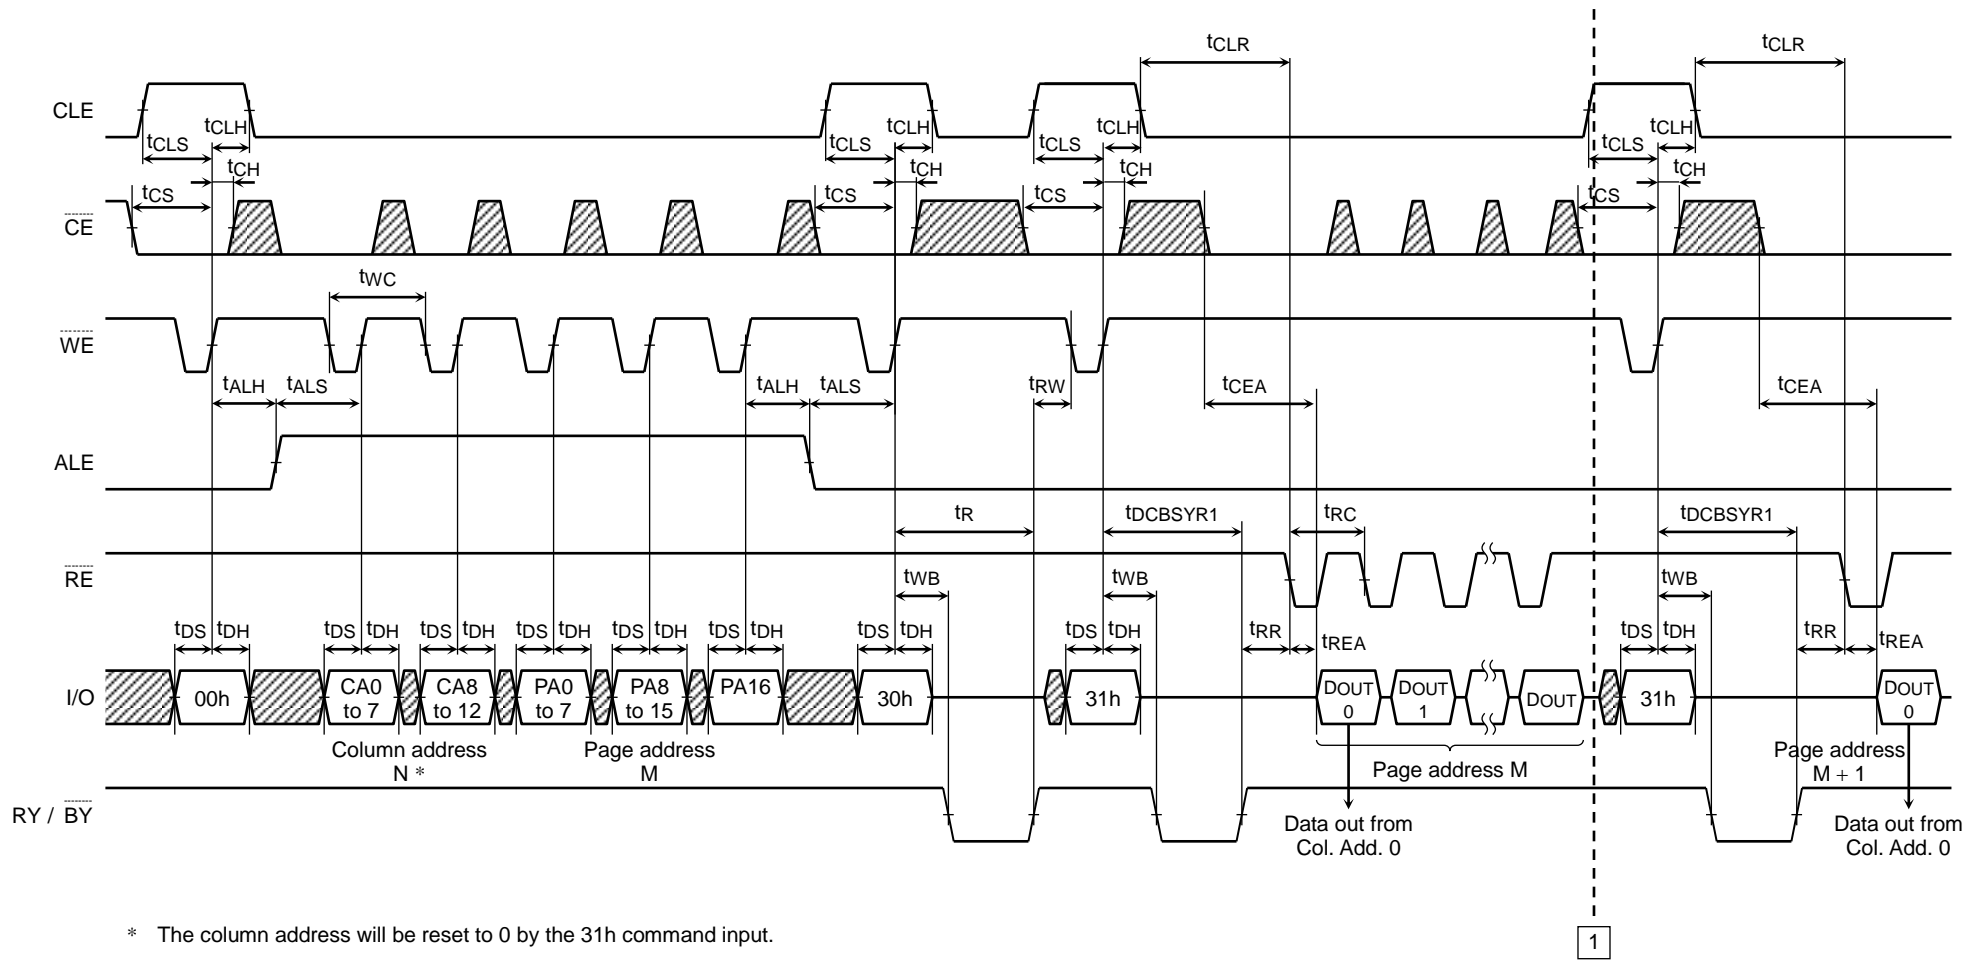 tCLR tCLR
CLE
tCLH tCLH tCLH tCLH
tCLS tCLS tCLS tCLS
tCH tCH tCH tCH
tCS tCS tCS tCS
CE
tWC
WE
tALH tALS tALH tALS tRW tCEA tCEA
ALE
tR tDCBSYR1 tRC tDCBSYR1
RE
tWB tWB tWB
tDS tDH tDS tDH tDS tDH tDS tDH tDS tDH tDS tDH tDS tDH tDS tDH tRR tREA tDS tDH tRR tREA
I/O
00h
CA0
to 7
CA8
to 12
PA0
to 7
PA8
to 15
PA16
30h
31h
DOUT
0
DOUT
1
DOUT
31h
DOUT
0
Column address
N *
Page address
M
Page address M
Page address
M + 1
RY / BY
Data out from
Col. Add. 0
Data out from
Col. Add. 0
* The column address will be reset to 0 by the 31h command input.
1